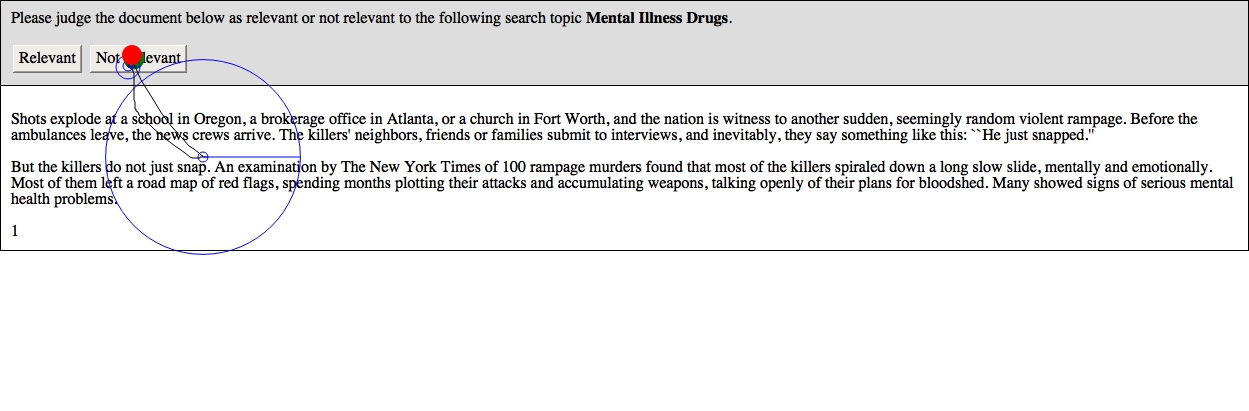 Please judge the document below as relevant or not relevant to the following search topic Mental Illness Drugs.
Relevant Not levant
Shots explode at a school in Oregon, a brokerage office in Atlanta, or a church in Fort Worth, and the nation is witness to another sudden, seemingly random violent rampage. Before the
ambulances leave, the news crews arrive. The killers' neighbors, friends or families submit to interviews, and inevitably, they say something like this: ``He just snapped.''
But the killers do not just snap. An examination by The New York Times of 100 rampage murders found that most of the killers spiraled down a long slow slide, mentally and emotionally.
Most of them left a road map of red flags, spending months plotting their attacks and accumulating weapons, talking openly of their plans for bloodshed. Many showed signs of serious mental
health problems.
1